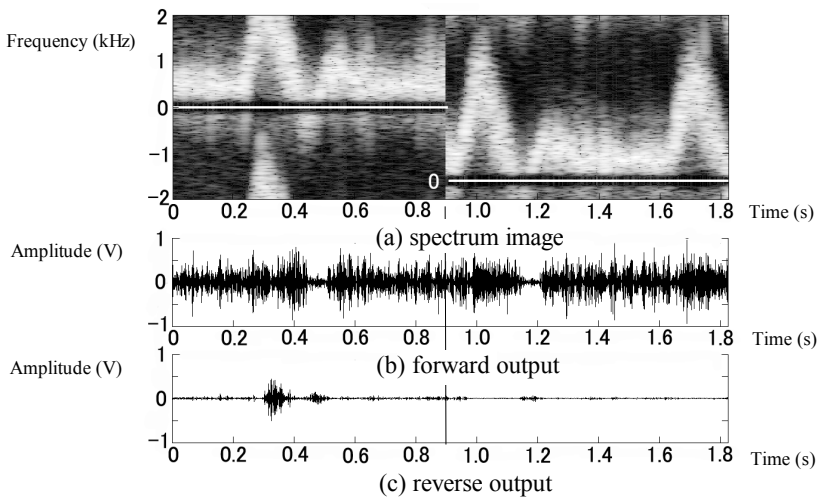 Frequency (kHz)
2
1
0
-1
-2
0
0 0.2 0.4 0.6 0.8 1.0 1.2 1.4 1.6 1.8 Time (s)
(a) spectrum image
Amplitude (V)
1
0
-1
0 0.2 0.4 0.6 0.8 1.0 1.2 1.4 1.6 1.8 Time (s)
(b) forward output
Amplitude (V)
1
0
-1
0 0.2 0.4 0.6 0.8 1.0 1.2 1.4 1.6 1.8 Time (s)
(c) reverse output